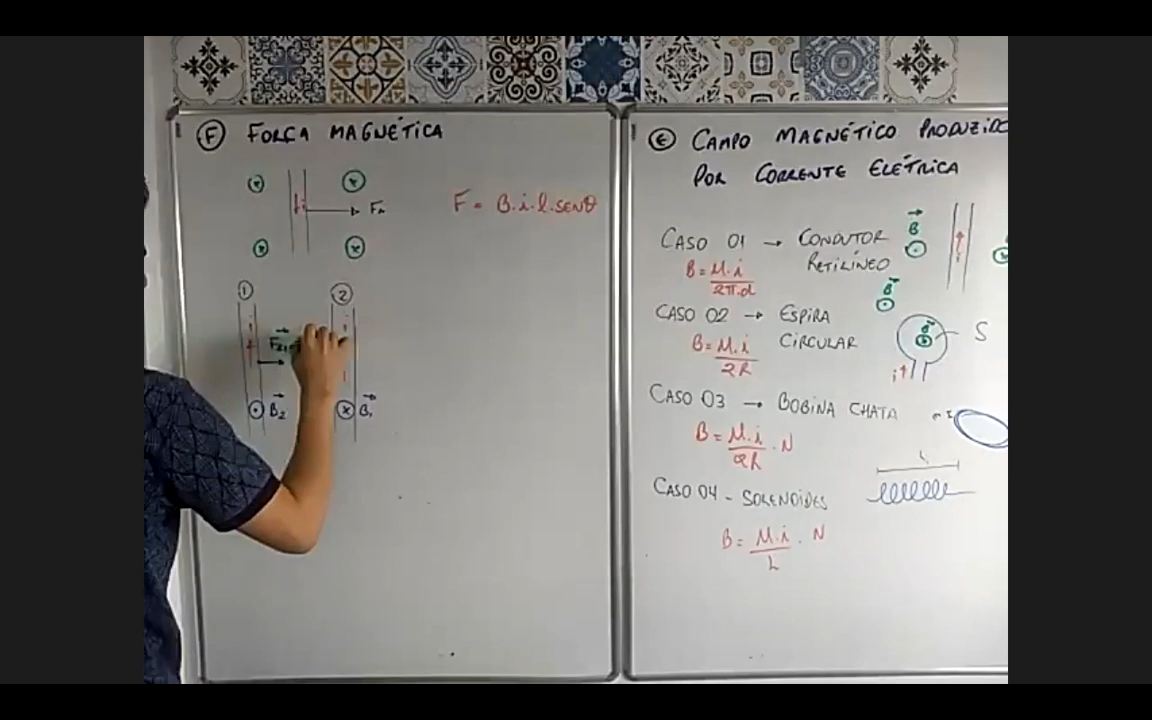 F FORÇA MAGNÉTICA
i Fm
F = B.i.l.SENθ
1 2
i i
B₂ B₁
E CAMPO MAGNÉTICO PRODUZIDO
POR CORRENTE ELÉTRICA
CASO 01 → CONDUTOR
RETILÍNEO
B = M.i
2π.d
B
i
B
CASO 02 → ESPIRA
CIRCULAR
B = M.i
2R
B
S
i
CASO 03 → BOBINA CHATA
B = M.i . N
2R
CASO 04 - SOLENOIDES
L
B = M.i . N
L